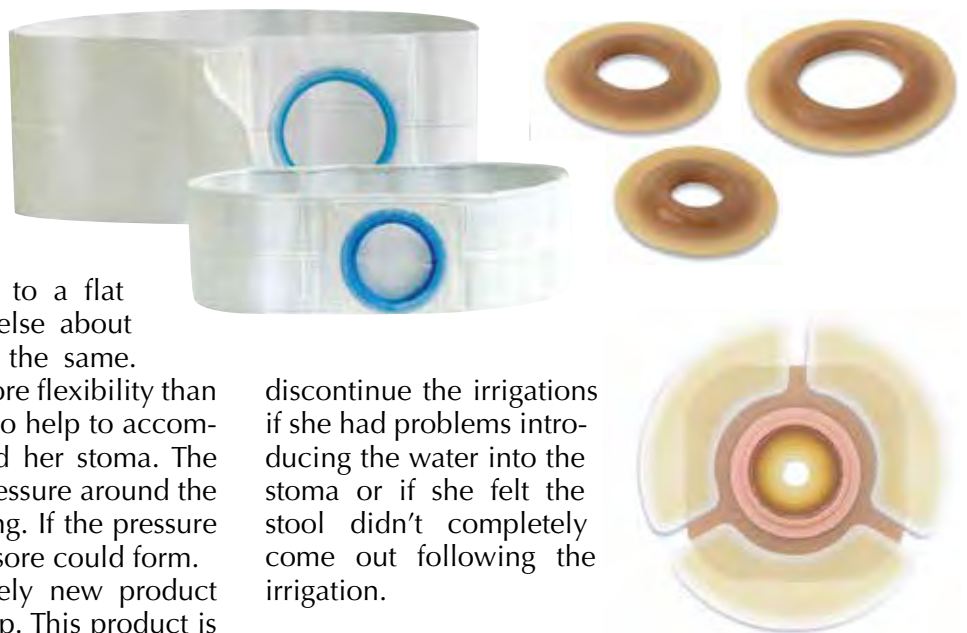 to a flat
else about
the same.
ore flexibility than
o help to accom-
d her stoma. The
essure around the
ng. If the pressure
sore could form.
ely new product
p. This product is
discontinue the irrigations
if she had problems intro-
ducing the water into the
stoma or if she felt the
stool didn't completely
come out following the
irrigation.